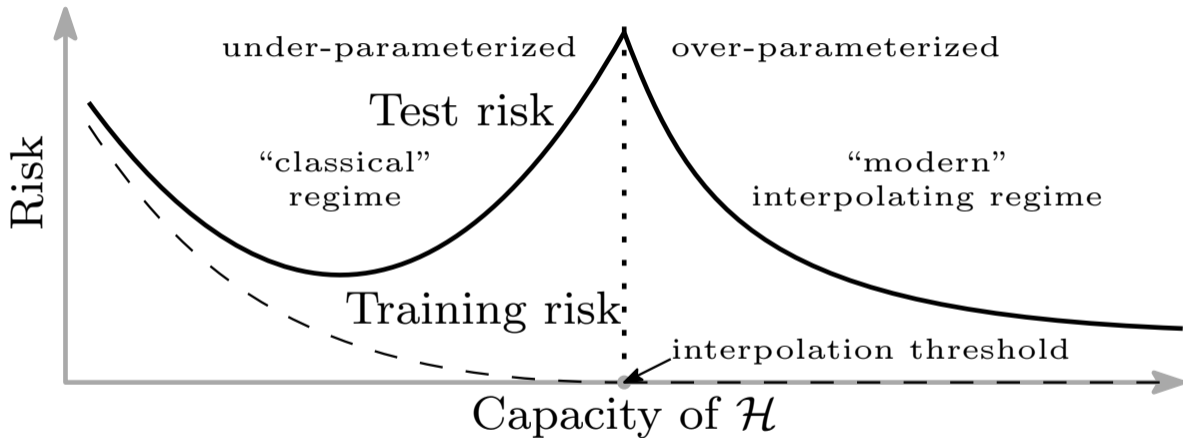 under-parameterized
over-parameterized
Test risk
“classical”
regime
“modern”
interpolating regime
Risk
Training risk
interpolation threshold
Capacity of ℋ